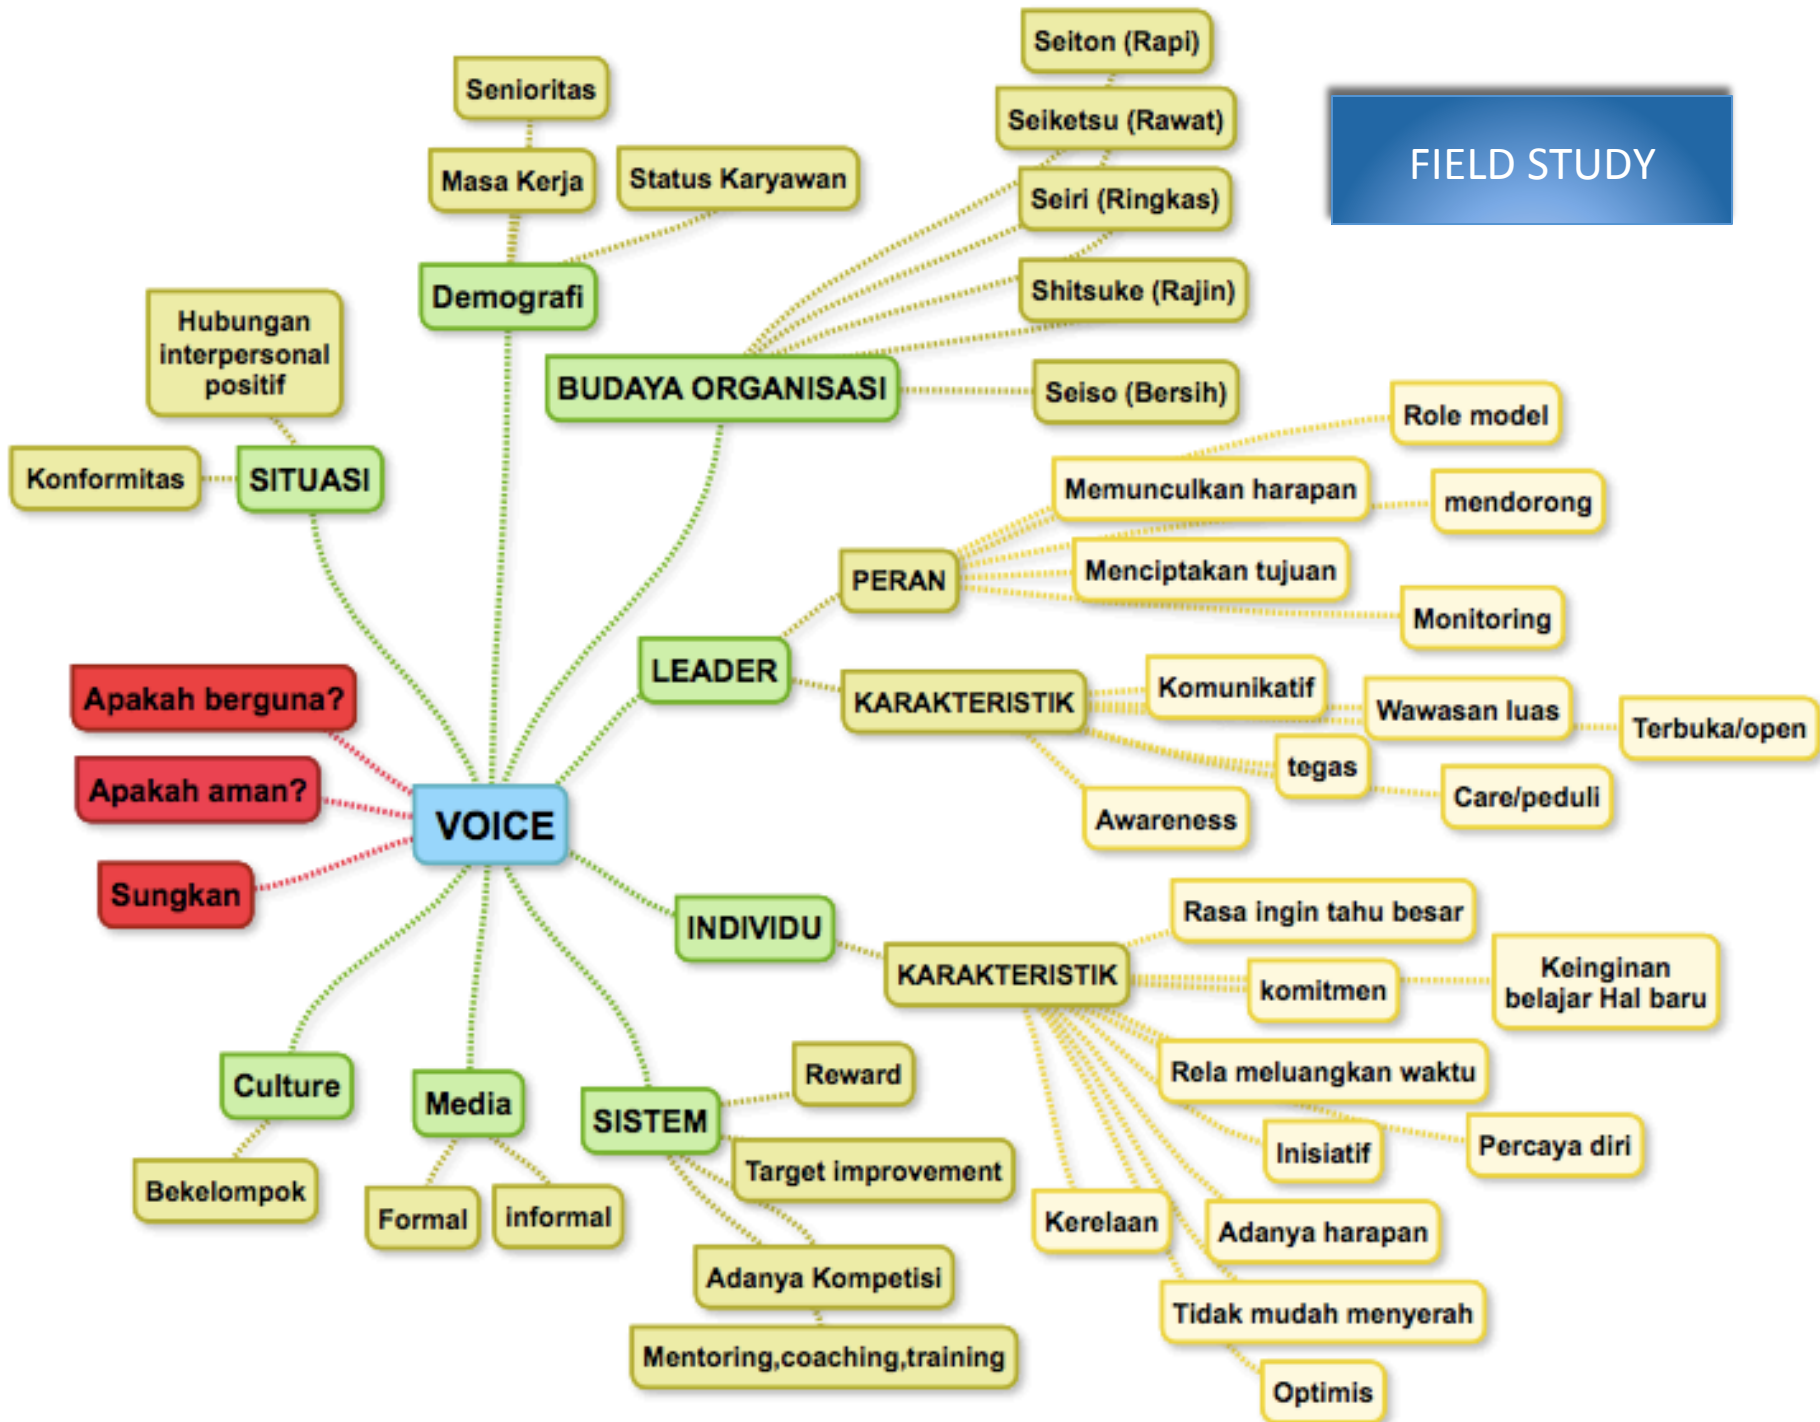 Seiton (Rapi)
Senioritas
Seiketsu (Rawat)
FIELD STUDY
Masa Kerja
Status Karyawan
Seiri (Ringkas)
Demografi
Shitsuke (Rajin)
Hubungan
interpersonal
positif
BUDAYA ORGANISASI
Seiso (Bersih)
Role model
Konformitas
SITUASI
Memunculkan harapan
mendorong
PERAN
Menciptakan tujuan
Monitoring
LEADER
KARAKTERISTIK
Komunikatif
Wawasan luas
Terbuka/open
tegas
Care/peduli
Awareness
Apakah berguna?
Apakah aman?
VOICE
Sungkan
INDIVIDU
KARAKTERISTIK
Rasa ingin tahu besar
komitmen
Keinginan
belajar Hal baru
Rela meluangkan waktu
Inisiatif
Percaya diri
Kerelaan
Adanya harapan
Tidak mudah menyerah
Optimis
Culture
Bekelompok
Media
Formal
informal
SISTEM
Reward
Target improvement
Adanya Kompetisi
Mentoring,coaching,training